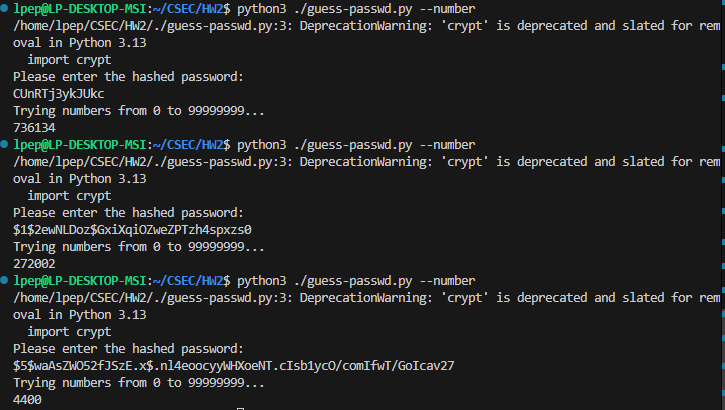 lpep@LP-DESKTOP-MSI:~/CSEC/HW2$ python3 ./guess-passwd.py --number
/home/lpep/CSEC/HW2/./guess-passwd.py:3: DeprecationWarning: 'crypt' is deprecated and slated for rem
oval in Python 3.13
  import crypt
Please enter the hashed password:
CUnRTj3ykJUkc
Trying numbers from 0 to 99999999...
736134
lpep@LP-DESKTOP-MSI:~/CSEC/HW2$ python3 ./guess-passwd.py --number
/home/lpep/CSEC/HW2/./guess-passwd.py:3: DeprecationWarning: 'crypt' is deprecated and slated for rem
oval in Python 3.13
  import crypt
Please enter the hashed password:
$1$2ewNLDoz$GxiXqiOZweZPTzh4spxzs0
Trying numbers from 0 to 99999999...
272002
lpep@LP-DESKTOP-MSI:~/CSEC/HW2$ python3 ./guess-passwd.py --number
/home/lpep/CSEC/HW2/./guess-passwd.py:3: DeprecationWarning: 'crypt' is deprecated and slated for rem
oval in Python 3.13
  import crypt
Please enter the hashed password:
$5$waAsZWO52fJSzE.x$.nl4eoocyyWHXoeNT.cIsb1ycO/comIfwT/GoIcav27
Trying numbers from 0 to 99999999...
4400